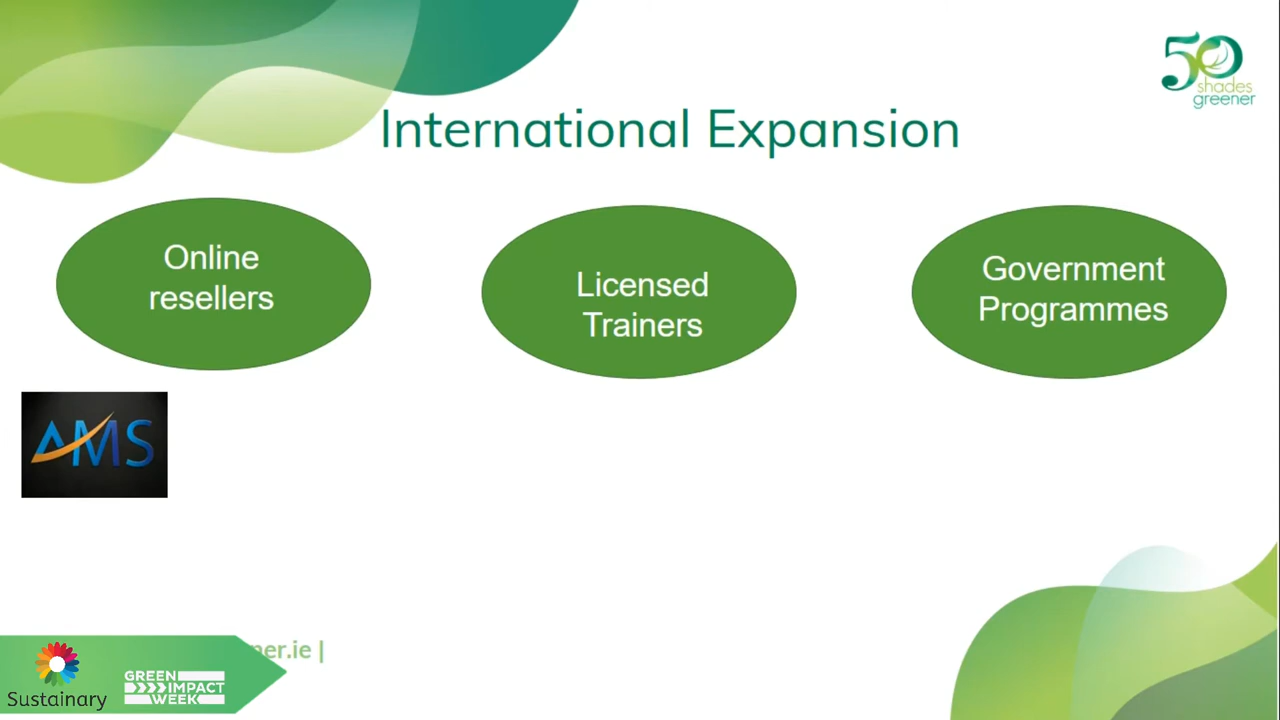 50
shades
greener
International Expansion
Online
resellers
Licensed
Trainers
Government
Programmes
AMS
ner.ie |
Sustainary
GREEN
IMPACT
WEEK